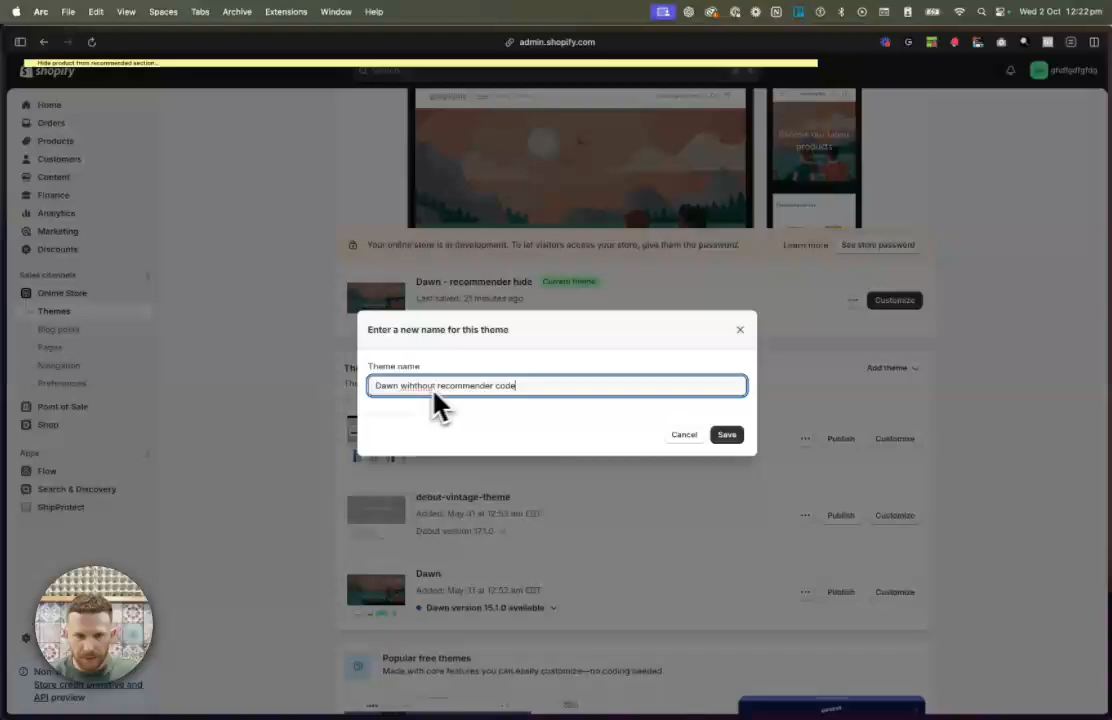 Arc File Edit View Spaces Tabs Archive Extensions Window Help
Wed 2 Oct 12:22pm
admin.shopify.com
Hide product from recommended section...
shopify
Search
Home
Orders
Products
Customers
Content
Finance
Analytics
Marketing
Discounts
Sales channels
Online Store
Themes
Blog posts
Pages
Navigation
Preferences
Point of Sale
Shop
Apps
Flow
Search & Discovery
ShipProtect
Store credit primitive and
API preview
Browse our latest
products
Your online store is in development. To let visitors access your store, give them the password.
Learn more
See store password
Dawn - recommender hide
Current theme
Last saved: 21 minutes ago
Customize
Enter a new name for this theme
Theme name
Dawn wihthout recommender code
Cancel
Save
Add theme
Publish
Customize
debut-vintage-theme
Added: May 31 at 12:53 am EDT
Debut version 17.1.0
Publish
Customize
Dawn
Added: May 31 at 12:52 am EDT
Dawn version 15.1.0 available
Publish
Customize
Popular free themes
Made with core features you can easily customize—no coding needed.